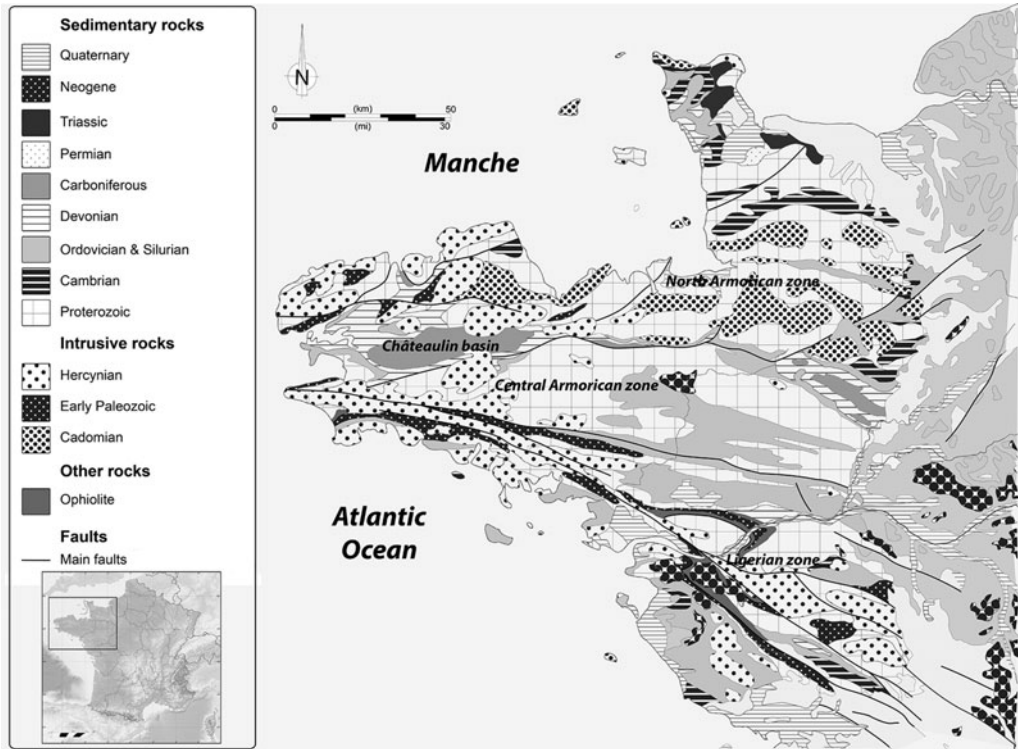 Sedimentary rocks
Quaternary
Neogene
Triassic
Permian
Carboniferous
Devonian
Ordovician & Silurian
Cambrian
Proterozoic
Intrusive rocks
Hercynian
Early Paleozoic
Cadomian
Other rocks
Ophiolite
Faults
Main faults
N
0 (km) 50
0 (mi) 30
Manche
North Armorican zone
Châteaulin basin
Central Armorican zone
Atlantic
Ocean
Ligerian zone